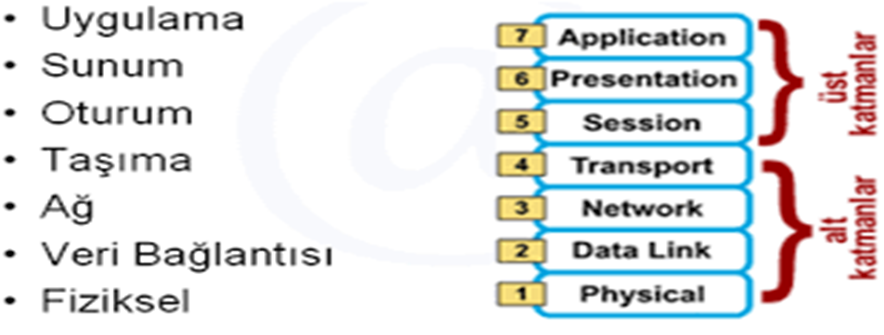 • Uygulama
• Sunum
• Oturum
• Taşıma
• Ağ
• Veri Bağlantısı
• Fiziksel
7 Application
6 Presentation
5 Session
4 Transport
3 Network
2 Data Link
1 Physical
üst
katmanlar
alt
katmanlar